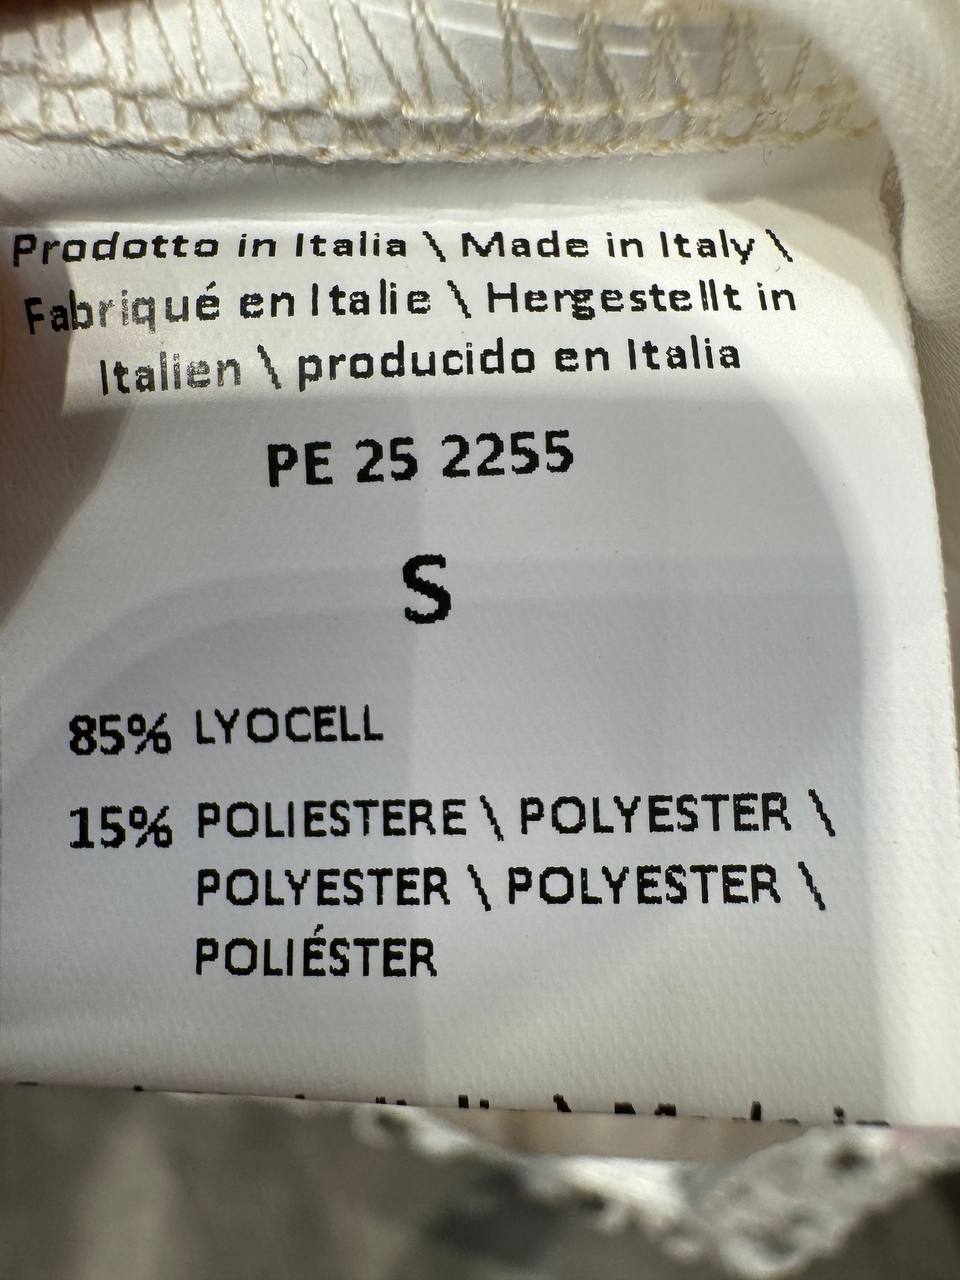 Prodotto in Italia \ Made in Italy \
Fabriqué en Italie \ Hergestellt in
Italien \ producido en Italia
PE 25 2255
S
85% LYOCELL
15% POLIESTERE \ POLYESTER \
POLYESTER \ POLYESTER \
POLIÉSTER